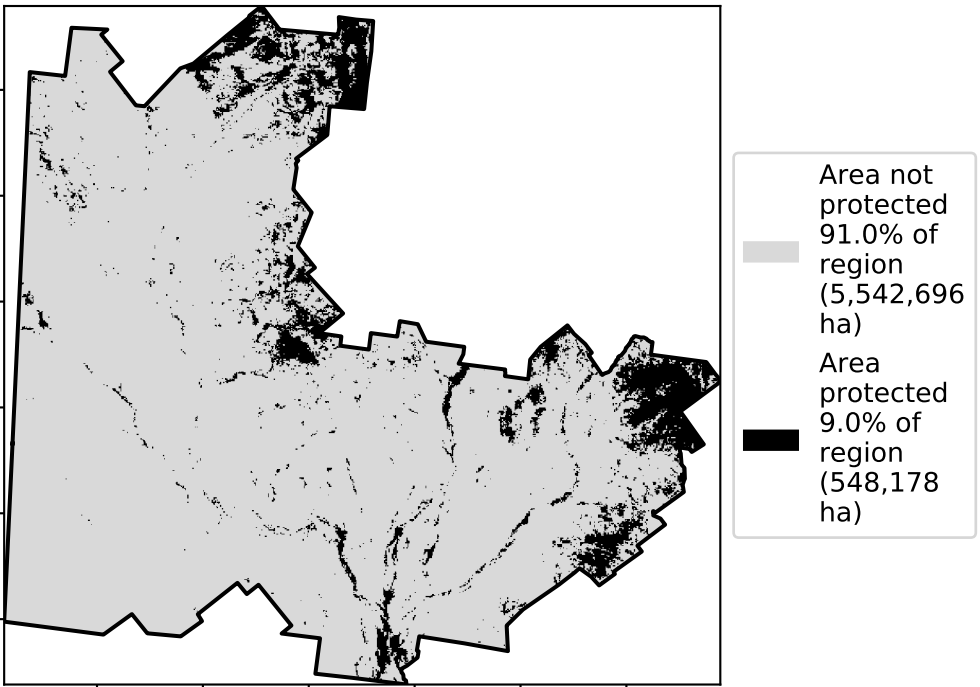 Area not
protected
91.0% of
region
(5,542,696
ha)
Area
protected
9.0% of
region
(548,178
ha)